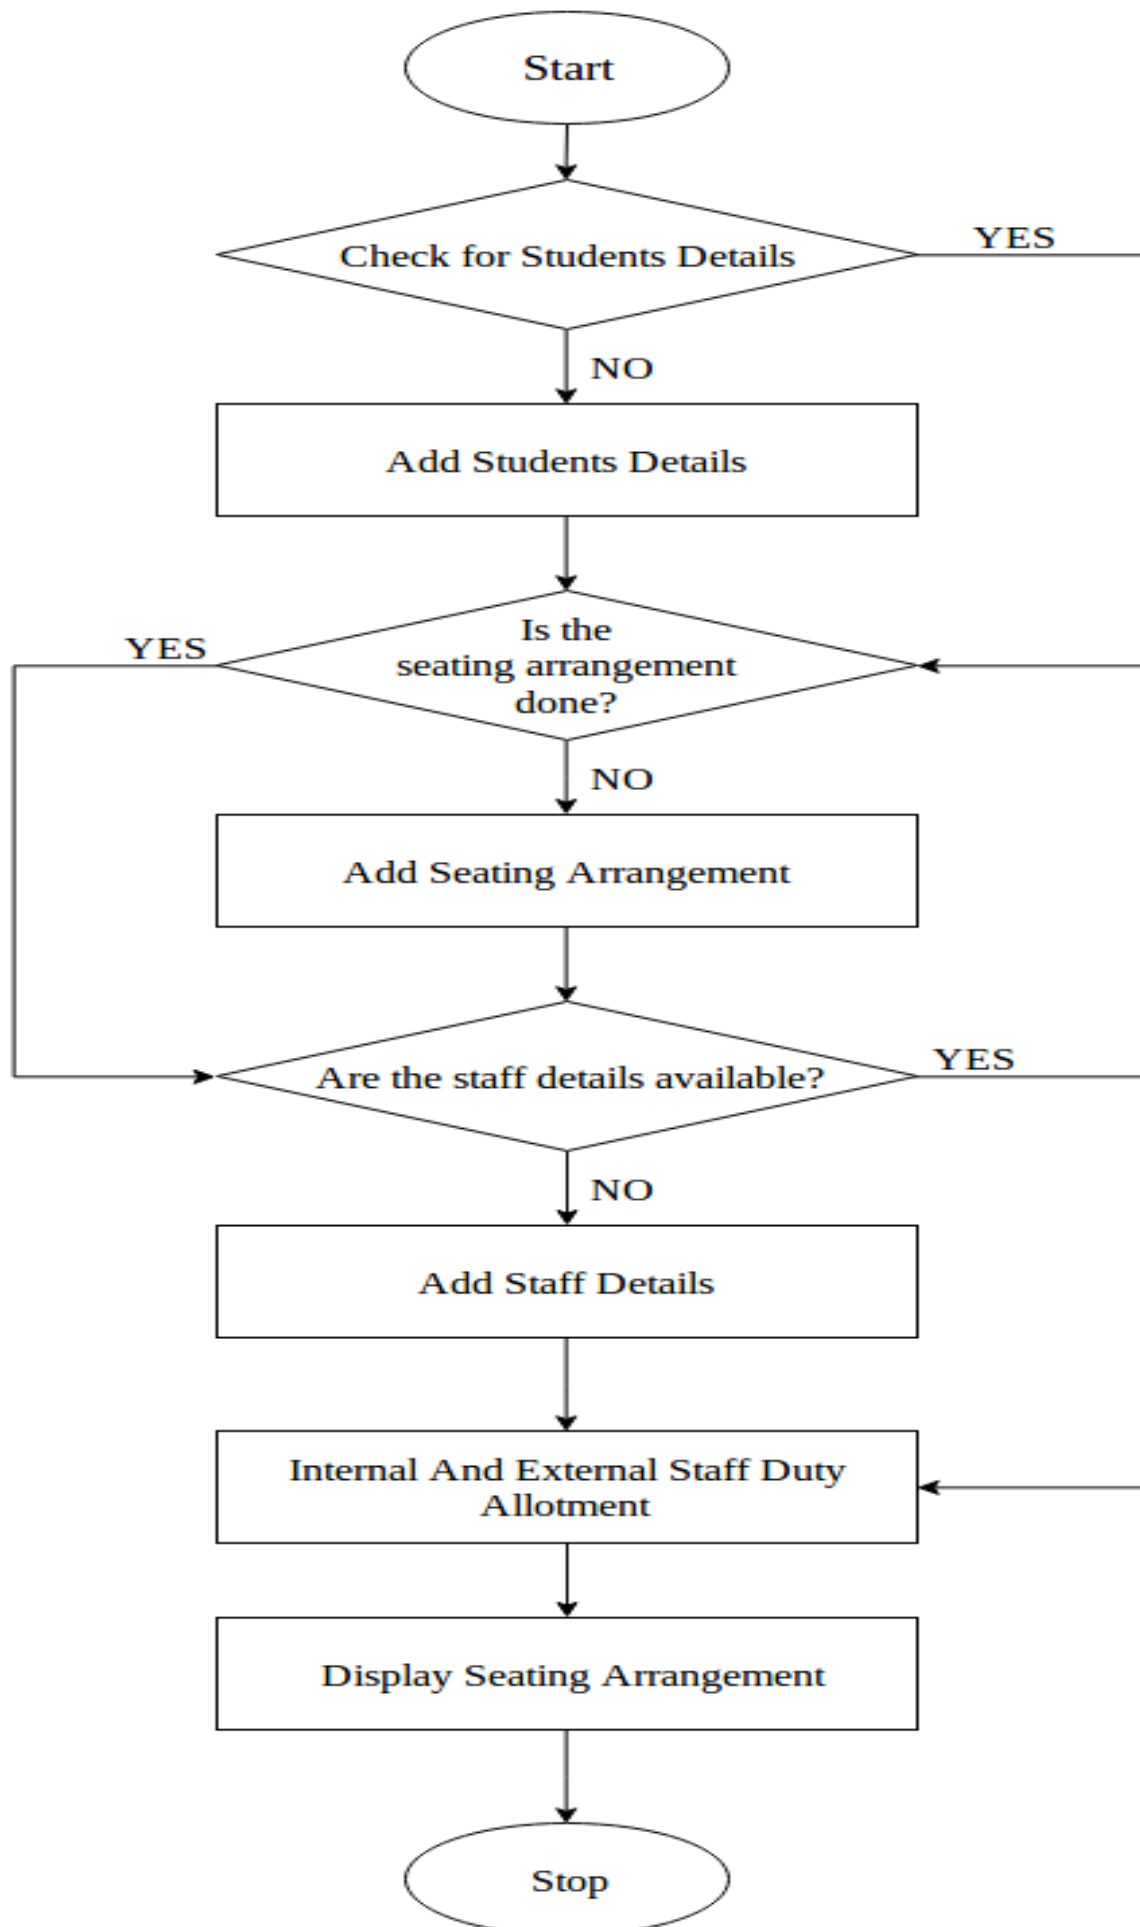 Start
Check for Students Details
YES
NO
Add Students Details
YES
Is the
seating arrangement
done?
NO
Add Seating Arrangement
Are the staff details available?
YES
NO
Add Staff Details
Internal And External Staff Duty
Allotment
Display Seating Arrangement
Stop